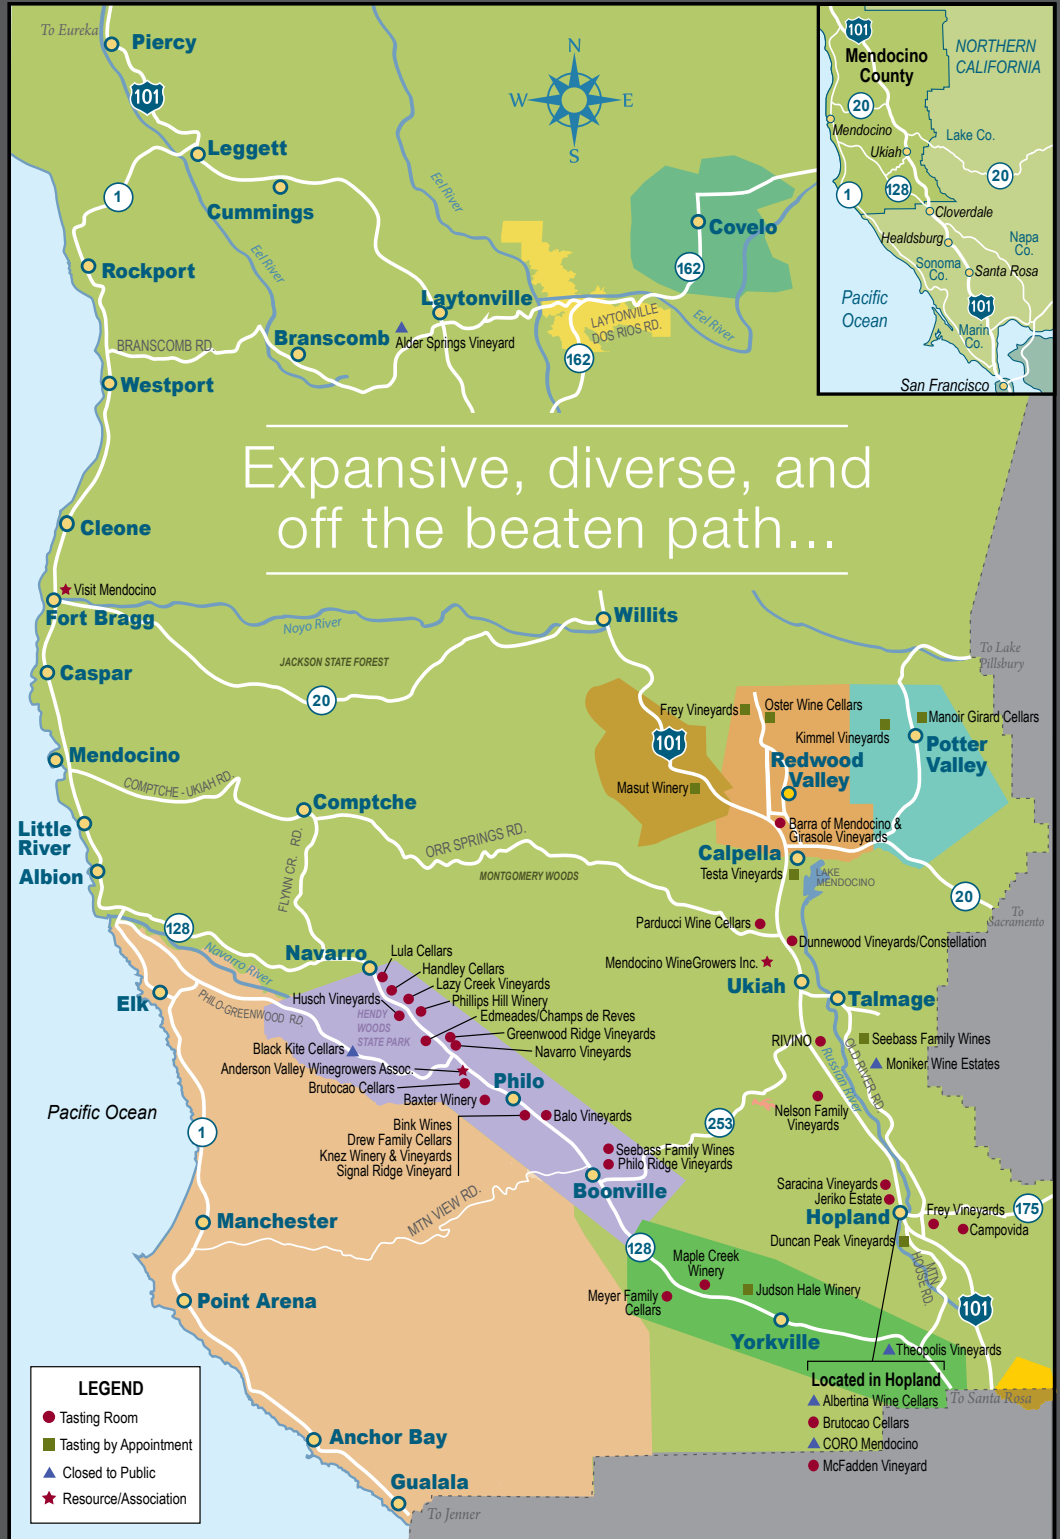 To Eureka
Piercy
101
Leggett
1
Cummings
Rockport
Eel River
Eel River
N
W
E
S
Covelo
162
Laytonville
LAYTONVILLE
DOS RIOS RD.
Eel River
162
Branscomb
Alder Springs Vineyard
BRANSCOMB RD.
Westport
101
Mendocino
County
NORTHERN
CALIFORNIA
20
Mendocino
Ukiah
Lake Co.
20
1
128
Cloverdale
Healdsburg
Napa
Co.
Sonoma
Co.
Santa Rosa
Pacific
Ocean
101
Marin
Co.
San Francisco
Expansive, diverse, and
off the beaten path...
Cleone
Visit Mendocino
Fort Bragg
Noyo River
Willits
JACKSON STATE FOREST
To Lake
Pillsbury
Caspar
20
101
Frey Vineyards
Oster Wine Cellars
Kimmel Vineyards
Manoir Girard Cellars
Potter
Valley
Redwood
Valley
Masut Winery
Mendocino
COMPTCHE - UKIAH RD.
Comptche
Little
River
Albion
FLYNN CR. RD.
ORR SPRINGS RD.
MONTGOMERY WOODS
Barra of Mendocino &
Girasole Vineyards
Calpella
Testa Vineyards
LAKE
MENDOCINO
20
To
Sacramento
Parducci Wine Cellars
Dunnewood Vineyards/Constellation
Mendocino WineGrowers Inc.
Ukiah
Talmage
128
Navarro River
Navarro
Lula Cellars
Handley Cellars
Lazy Creek Vineyards
Phillips Hill Winery
Husch Vineyards
Edmeades/Champs de Reves
HENDY
WOODS
STATE PARK
Greenwood Ridge Vineyards
Navarro Vineyards
Elk
PHILO-GREENWOOD RD.
Black Kite Cellars
Anderson Valley Winegrowers Assoc.
Brutocao Cellars
Philo
Baxter Winery
Balo Vineyards
Bink Wines
Drew Family Cellars
Knez Winery & Vineyards
Signal Ridge Vineyard
RIVINO
Russian River
OLD RIVER RD.
Seebass Family Wines
Moniker Wine Estates
Nelson Family
Vineyards
253
Pacific Ocean
1
Seebass Family Wines
Philo Ridge Vineyards
Boonville
MTN VIEW RD.
Saracina Vineyards
Jeriko Estate
Hopland
Frey Vineyards
175
Campovida
Duncan Peak Vineyards
MTN.
HOUSE RD.
Manchester
128
Maple Creek
Winery
Meyer Family
Cellars
Judson Hale Winery
101
Point Arena
Yorkville
Theopolis Vineyards
Located in Hopland
Albertina Wine Cellars
Brutocao Cellars
CORO Mendocino
McFadden Vineyard
To Santa Rosa
LEGEND
Tasting Room
Tasting by Appointment
Closed to Public
Resource/Association
Anchor Bay
Gualala
To Jenner